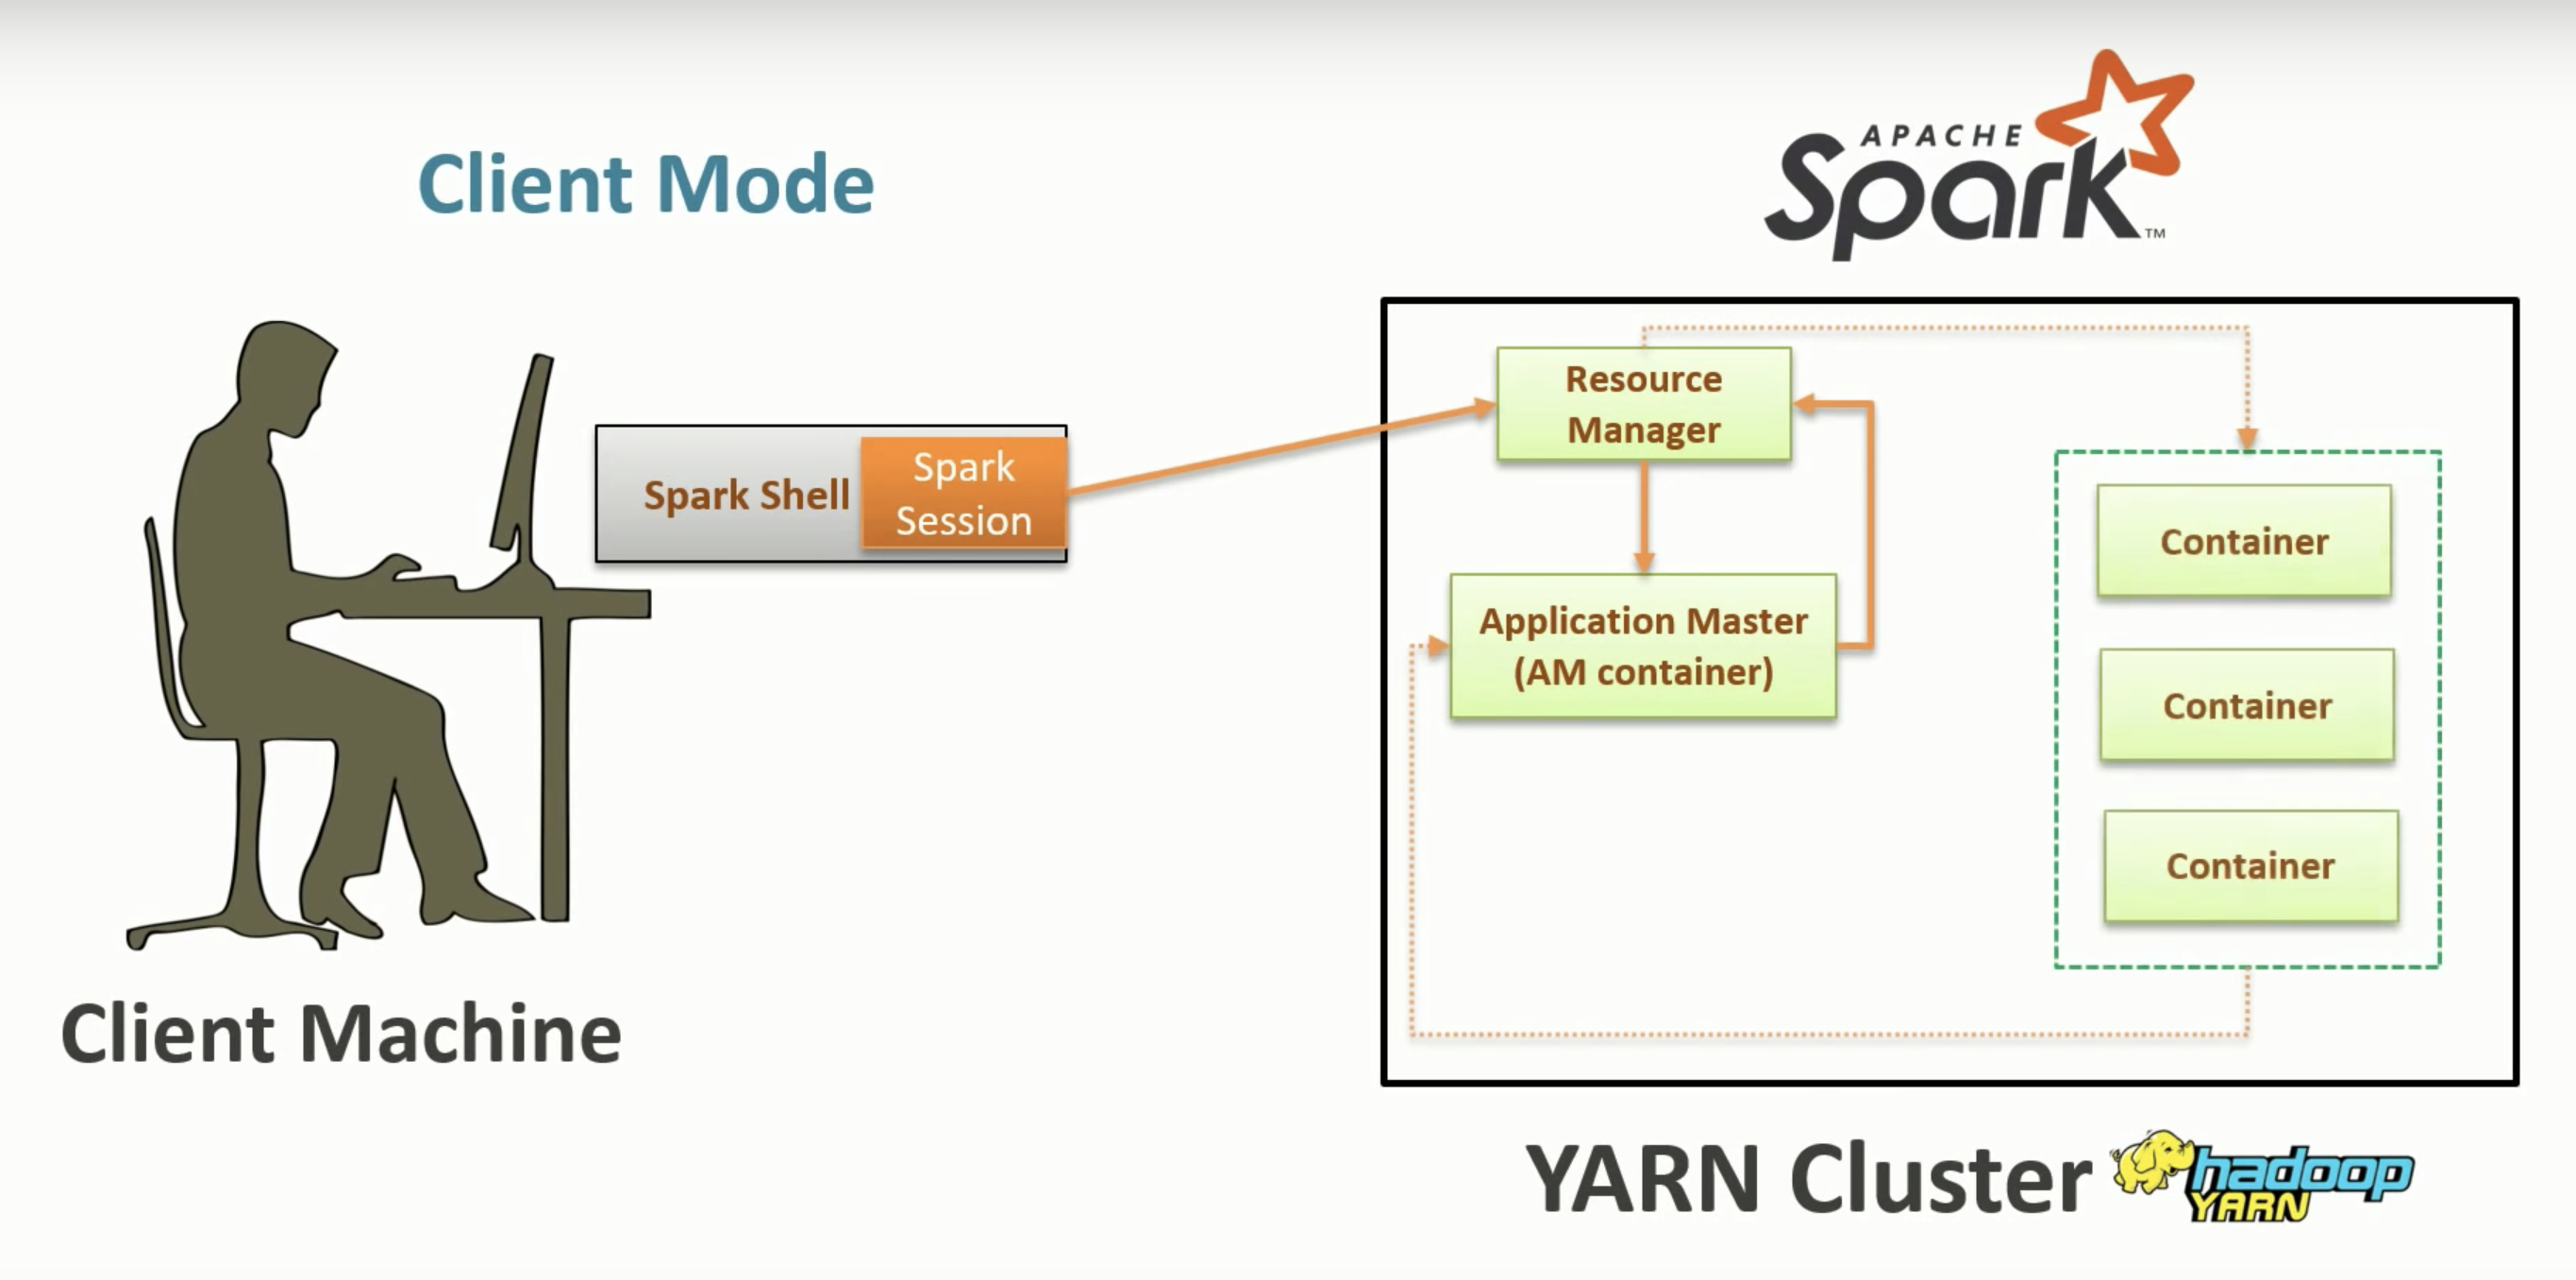 Client Mode
APACHE
Spark
TM
Spark Shell
Spark
Session
Resource
Manager
Application Master
(AM container)
Container
Container
Container
Client Machine
YARN Cluster
hadoop
YARN